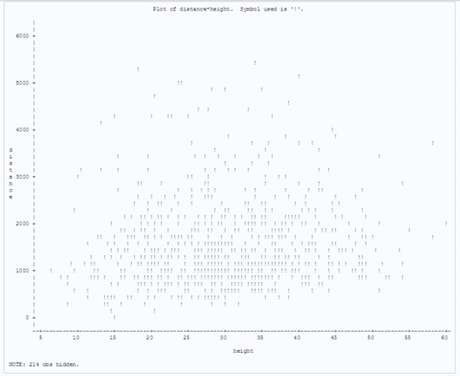 Plot of distance*height.  Symbol used is '!'.
6000
5000
4000
distance
3000
2000
1000
0
5 10 15 20 25 30 35 40 45 50 55 60
height
NOTE: 214 obs hidden.